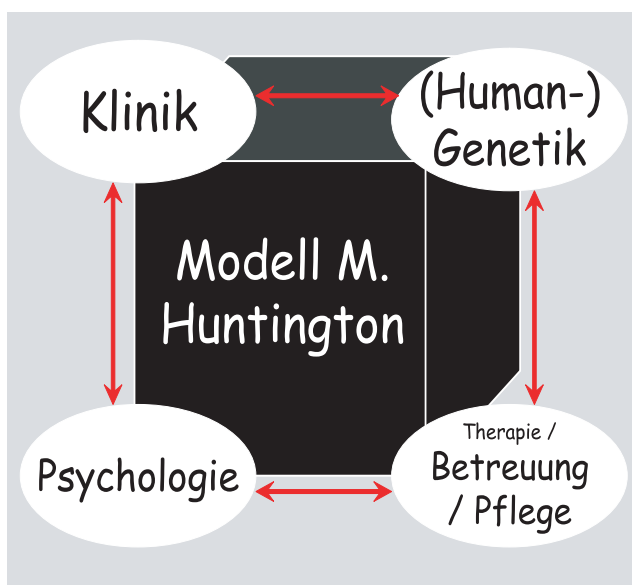 Klinik
(Human-)
Genetik
Modell M.
Huntington
Psychologie
Therapie /
Betreuung
/ Pflege